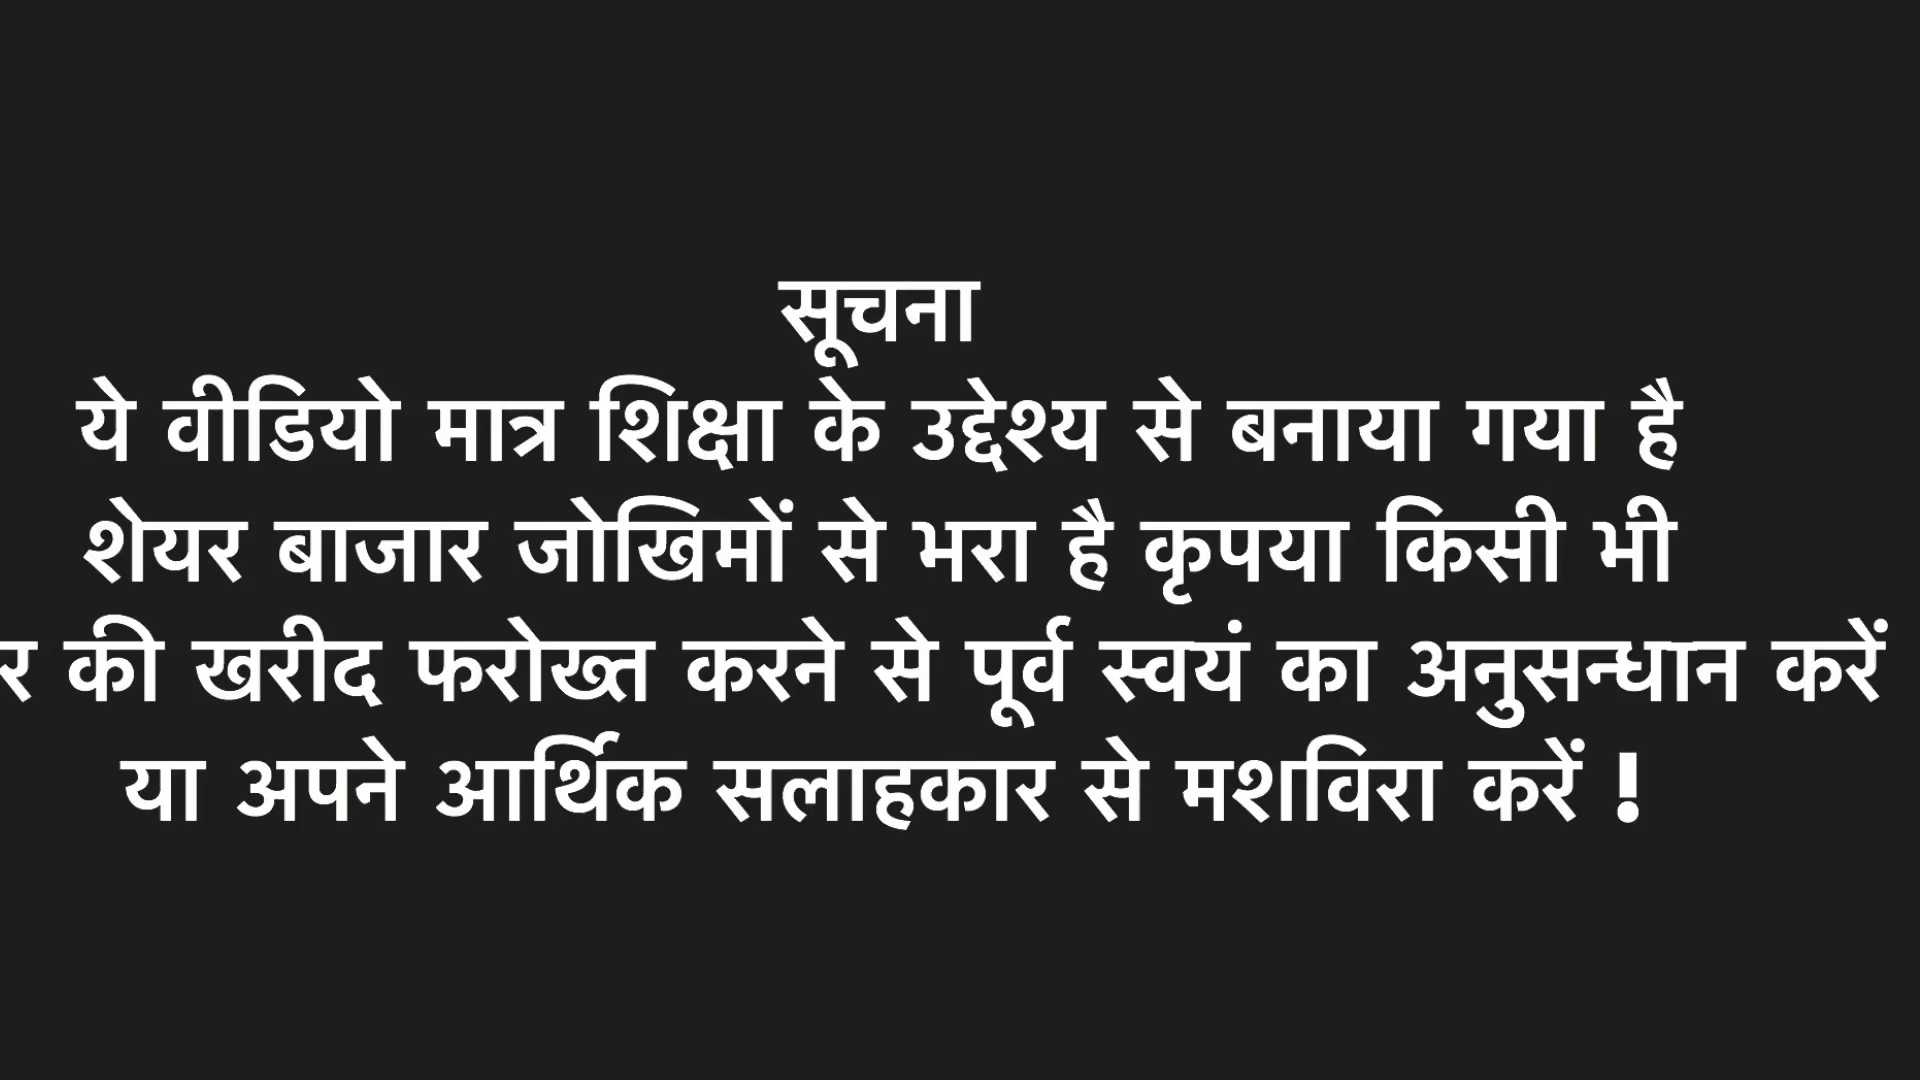 सूचना
ये वीडियो मात्र शिक्षा के उद्देश्य से बनाया गया है
शेयर बाजार जोखिमों से भरा है कृपया किसी भी
र की खरीद फरोख्त करने से पूर्व स्वयं का अनुसन्धान करें
या अपने आर्थिक सलाहकार से मशविरा करें !